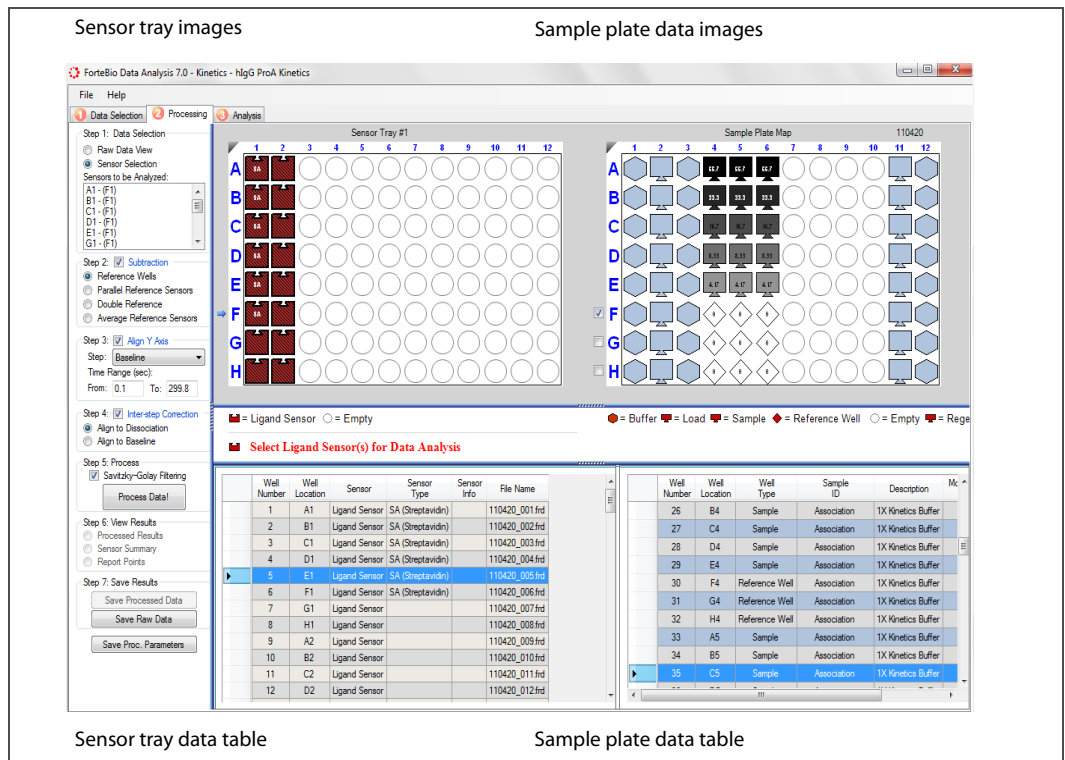 Sensor tray images
Sample plate data images
ForteBio Data Analysis 7.0 - Kinetics - hIgG ProA Kinetics
File Help
1 Data Selection 2 Processing 3 Analysis
Step 1: Data Selection
Raw Data View
Sensor Selection
Sensors to be Analyzed:
A1 - (F1)
B1 - (F1)
C1 - (F1)
D1 - (F1)
E1 - (F1)
G1 - (F1)
Step 2: Subtraction
Reference Wells
Parallel Reference Sensors
Double Reference
Average Reference Sensors
Step 3: Align Y Axis
Step: Baseline
Time Range (sec):
From: 0.1 To: 299.8
Step 4: Inter-step Correction
Align to Dissociation
Align to Baseline
Step 5: Process
Savitzky-Golay Filtering
Process Data!
Step 6: View Results
Processed Results
Sensor Summary
Report Points
Step 7: Save Results
Save Processed Data
Save Raw Data
Save Proc. Parameters
Sensor Tray #1
1 2 3 4 5 6 7 8 9 10 11 12
A SA
B SA
C SA
D SA
E SA
F SA
G
H
= Ligand Sensor = Empty
Select Ligand Sensor(s) for Data Analysis
Sample Plate Map 110420
1 2 3 4 5 6 7 8 9 10 11 12
A 66.7 66.7 66.7
B 33.3 33.3 33.3
C 16.7 16.7 16.7
D 8.33 8.33 8.33
E 4.17 4.17 4.17
F 0 0 0
G 0 0 0
H 0 0 0
= Buffer = Load = Sample = Reference Well = Empty = Rege
Well Number Well Location Sensor Sensor Type Sensor Info File Name
1 A1 Ligand Sensor SA (Streptavidin) 110420_001.frd
2 B1 Ligand Sensor SA (Streptavidin) 110420_002.frd
3 C1 Ligand Sensor SA (Streptavidin) 110420_003.frd
4 D1 Ligand Sensor SA (Streptavidin) 110420_004.frd
5 E1 Ligand Sensor SA (Streptavidin) 110420_005.frd
6 F1 Ligand Sensor SA (Streptavidin) 110420_006.frd
7 G1 Ligand Sensor 110420_007.frd
8 H1 Ligand Sensor 110420_008.frd
9 A2 Ligand Sensor 110420_009.frd
10 B2 Ligand Sensor 110420_010.frd
11 C2 Ligand Sensor 110420_011.frd
12 D2 Ligand Sensor 110420_012.frd
Well Number Well Location Well Type Sample ID Description
26 B4 Sample Association 1X Kinetics Buffer
27 C4 Sample Association 1X Kinetics Buffer
28 D4 Sample Association 1X Kinetics Buffer
29 E4 Sample Association 1X Kinetics Buffer
30 F4 Reference Well Association 1X Kinetics Buffer
31 G4 Reference Well Association 1X Kinetics Buffer
32 H4 Reference Well Association 1X Kinetics Buffer
33 A5 Sample Association 1X Kinetics Buffer
34 B5 Sample Association 1X Kinetics Buffer
35 C5 Sample Association 1X Kinetics Buffer
Sensor tray data table
Sample plate data table